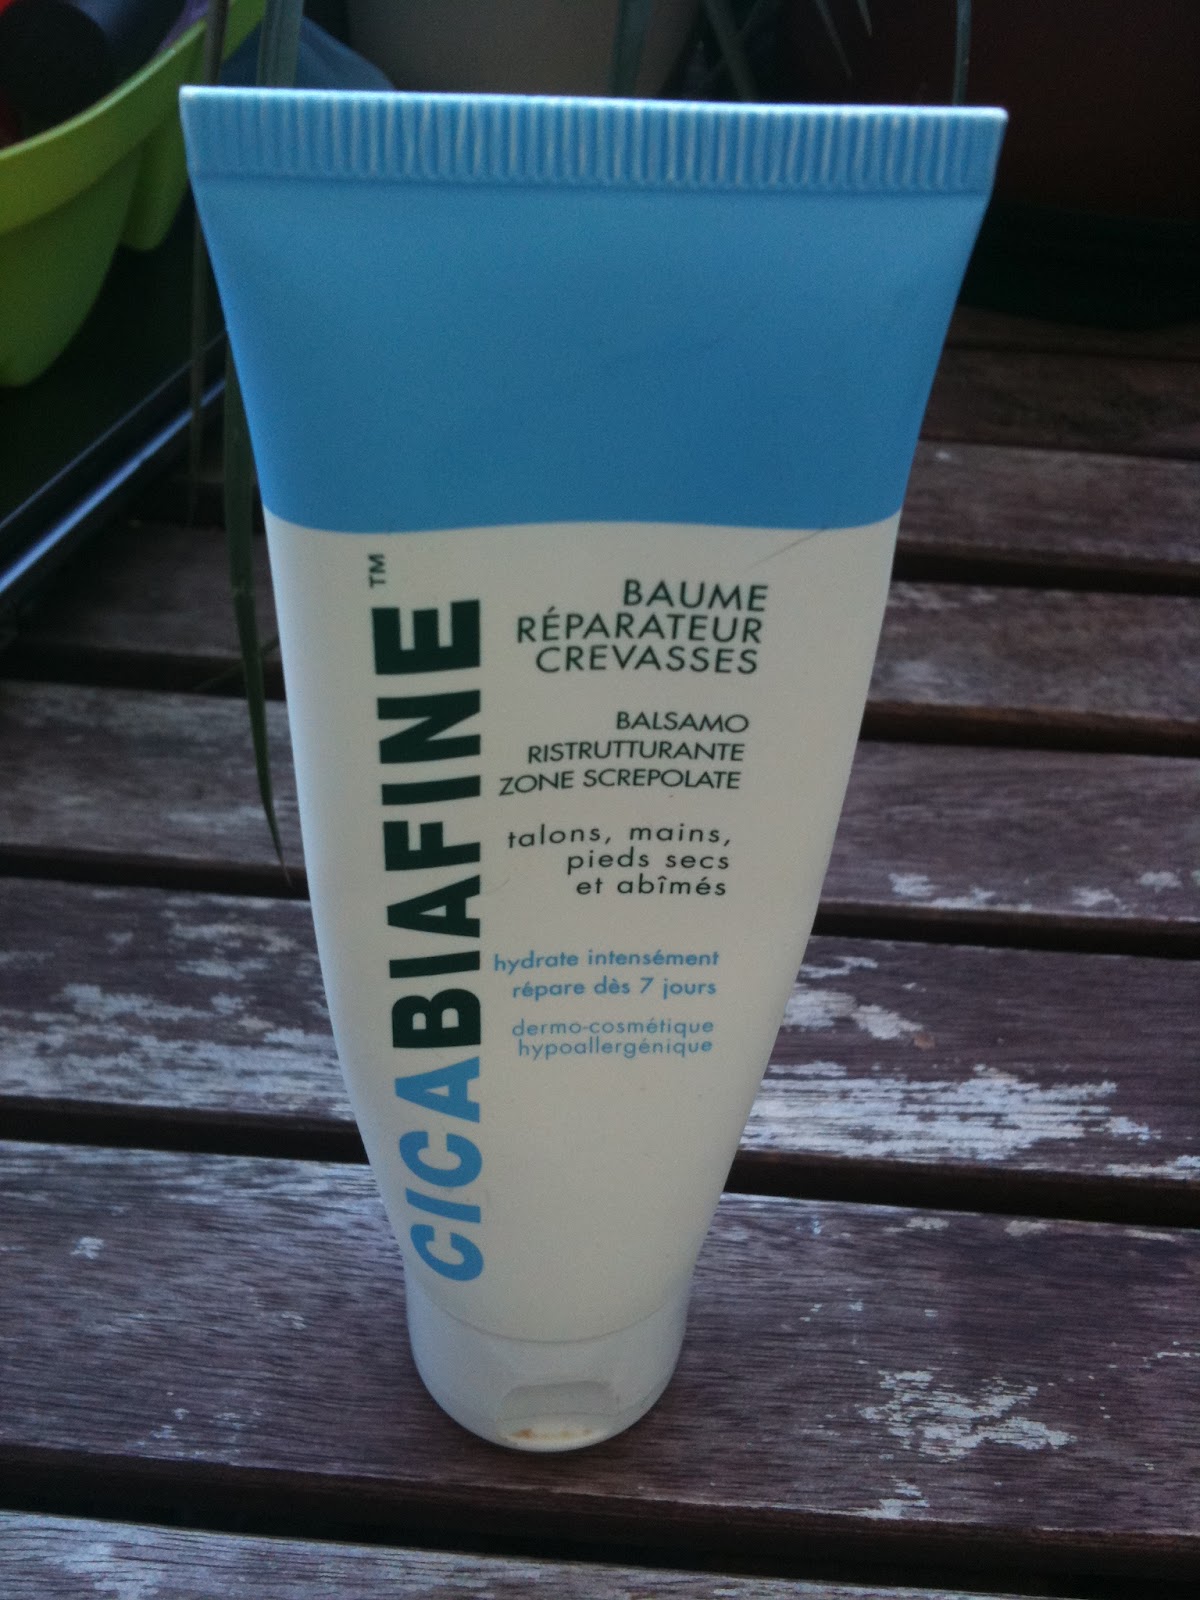 CICABIAFINE™
BAUME
RÉPARATEUR
CREVASSES
BALSAMO
RISTRUTTURANTE
ZONE SCREPOLATE
talons, mains,
pieds secs
et abîmés
hydrate intensément
répare dès 7 jours
dermo-cosmétique
hypoallergénique